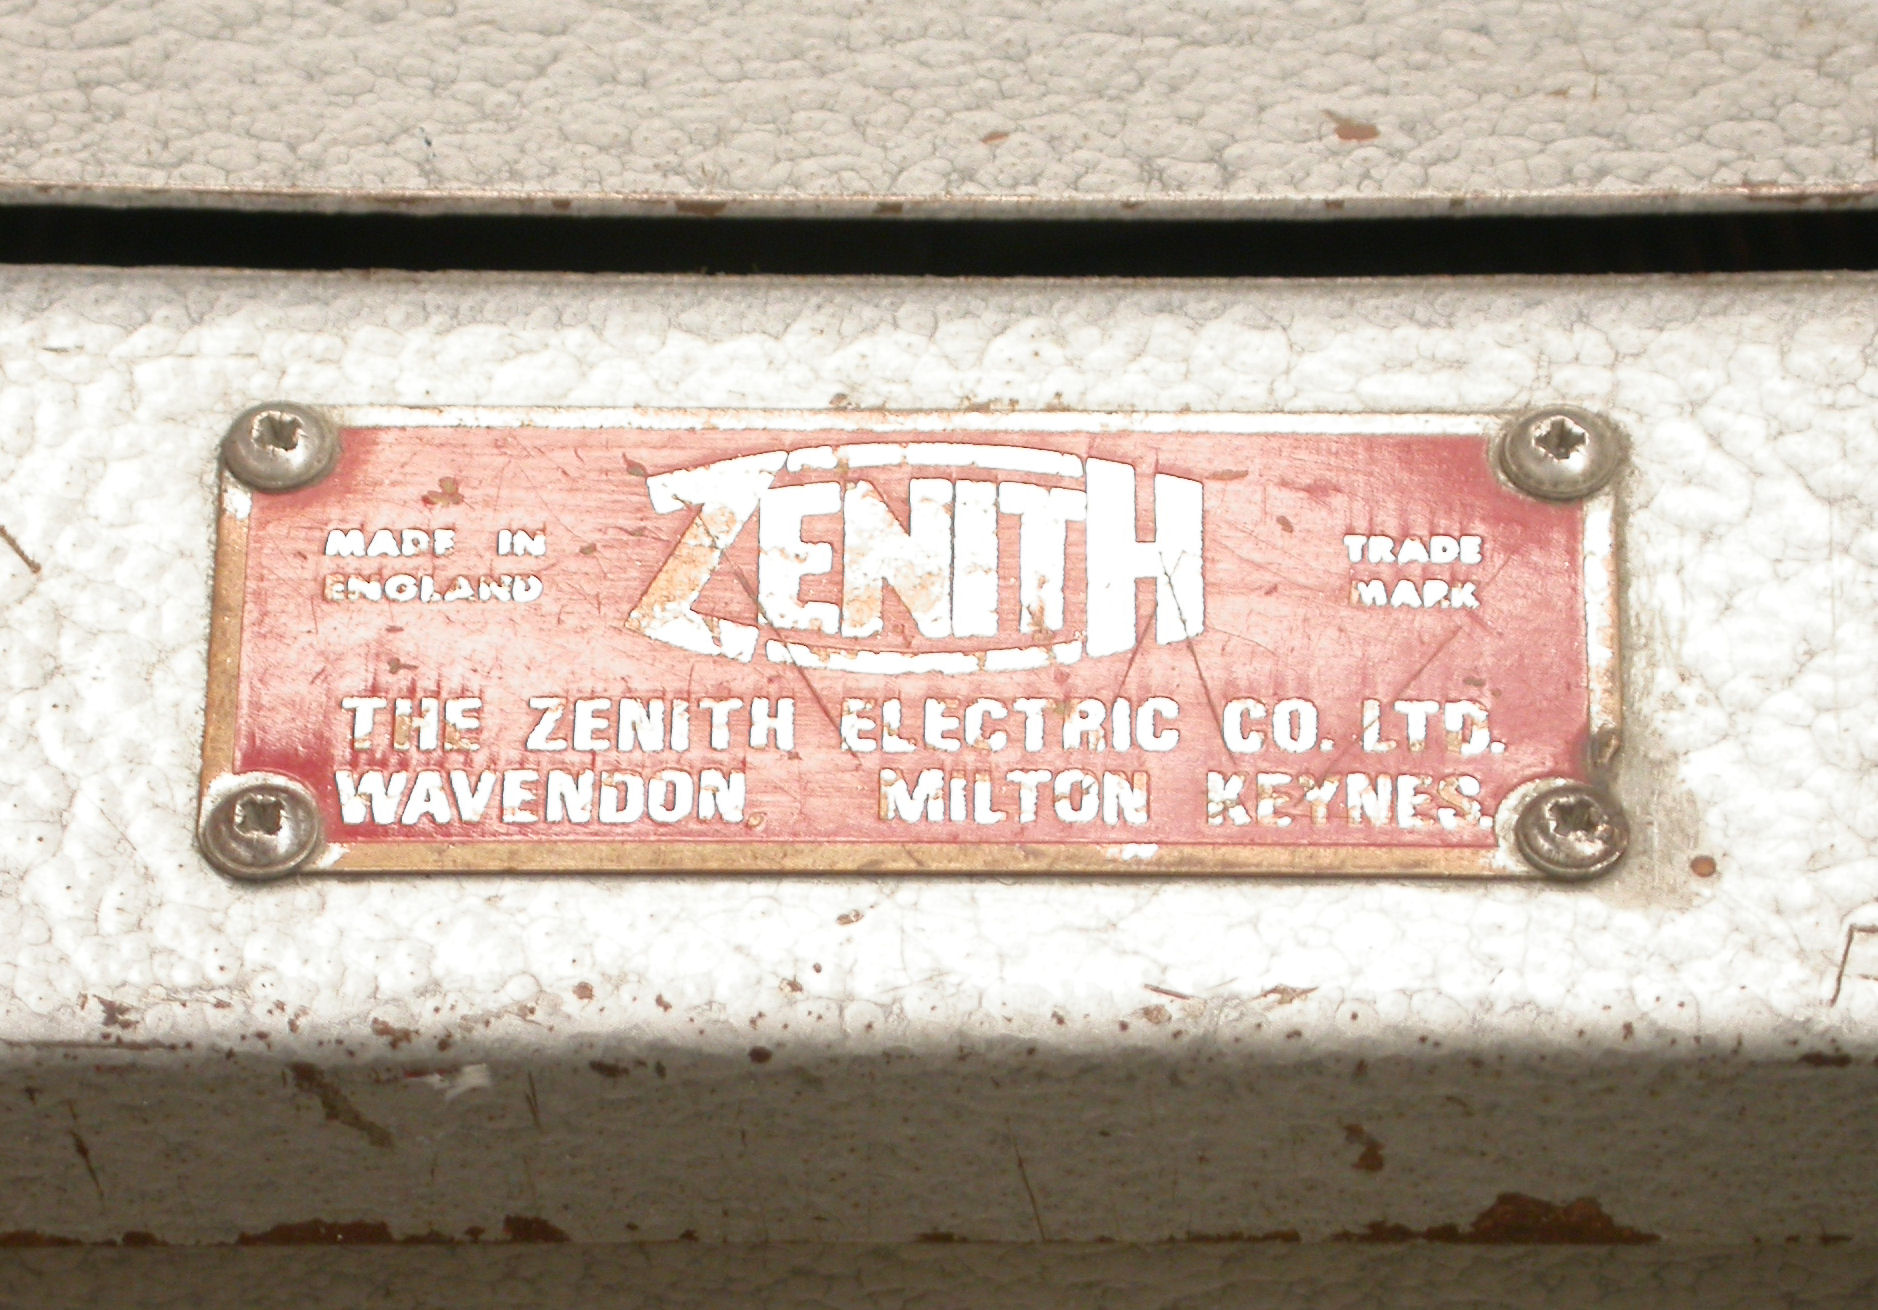 ZENITH
MADE IN
ENGLAND
TRADE
MARK
THE ZENITH ELECTRIC CO. LTD.
WAVENDON, MILTON KEYNES.